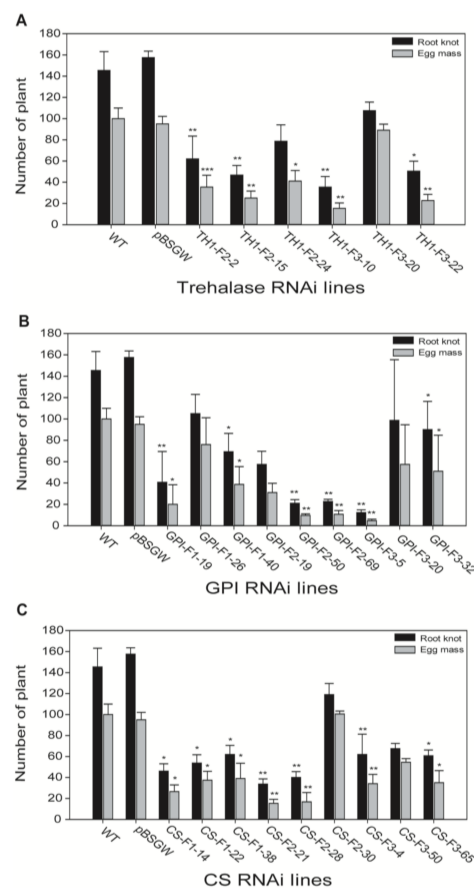 A
180
160
140
120
100
80
60
40
20
0
Number of plant
Root knot
Egg mass
** *** ** ** * ** ** * **
WT pBSGW TH1-F2-2 TH1-F2-15 TH1-F2-24 TH1-F3-10 TH1-F3-20 TH1-F3-22
Trehalase RNAi lines
B
180
160
140
120
100
80
60
40
20
0
Number of plant
Root knot
Egg mass
** * * * ** ** ** ** ** ** * *
WT pBSGW GPI-F1-19 GPI-F1-26 GPI-F1-40 GPI-F2-19 GPI-F2-50 GPI-F2-69 GPI-F3-5 GPI-F3-20 GPI-F3-32
GPI RNAi lines
C
180
160
140
120
100
80
60
40
20
0
Number of plant
Root knot
Egg mass
* * * * * * ** ** ** ** ** ** * *
WT pBSGW CS-F1-14 CS-F1-22 CS-F1-38 CS-F2-21 CS-F2-28 CS-F2-30 CS-F3-4 CS-F3-50 CS-F3-65
CS RNAi lines